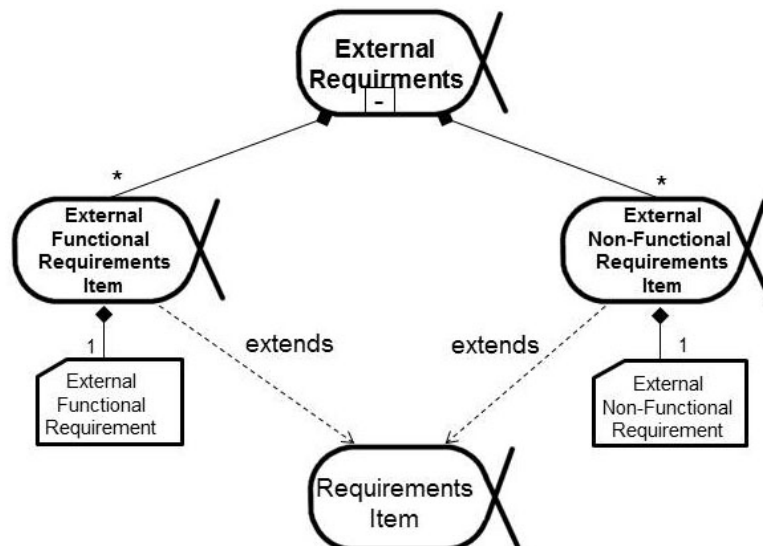 External
Requirments
-
*
*
External
Functional
Requirements
Item
External
Non-Functional
Requirements
Item
extends
extends
1
1
External
Functional
Requirement
External
Non-Functional
Requirement
Requirements
Item